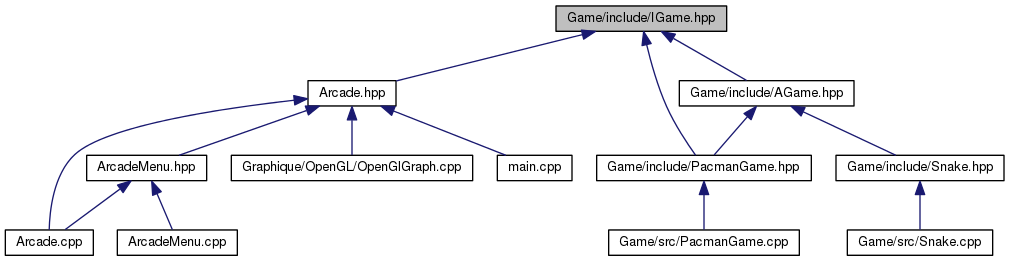 Game/include/IGame.hpp
Arcade.hpp
Game/include/AGame.hpp
ArcadeMenu.hpp
Graphique/OpenGL/OpenGlGraph.cpp
main.cpp
Game/include/PacmanGame.hpp
Game/include/Snake.hpp
Arcade.cpp
ArcadeMenu.cpp
Game/src/PacmanGame.cpp
Game/src/Snake.cpp